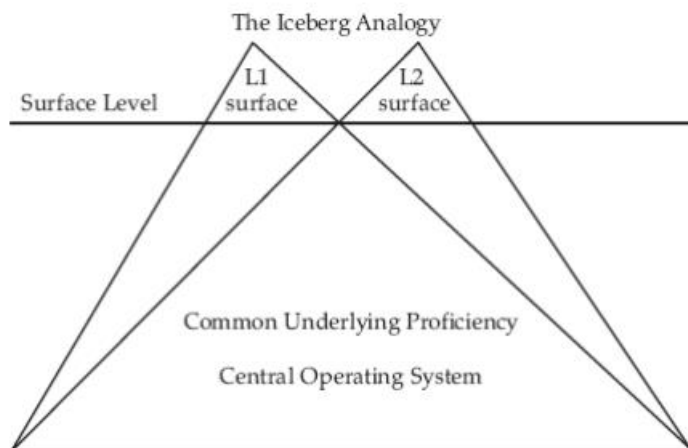 The Iceberg Analogy
L1
surface
L2
surface
Surface Level
Common Underlying Proficiency
Central Operating System